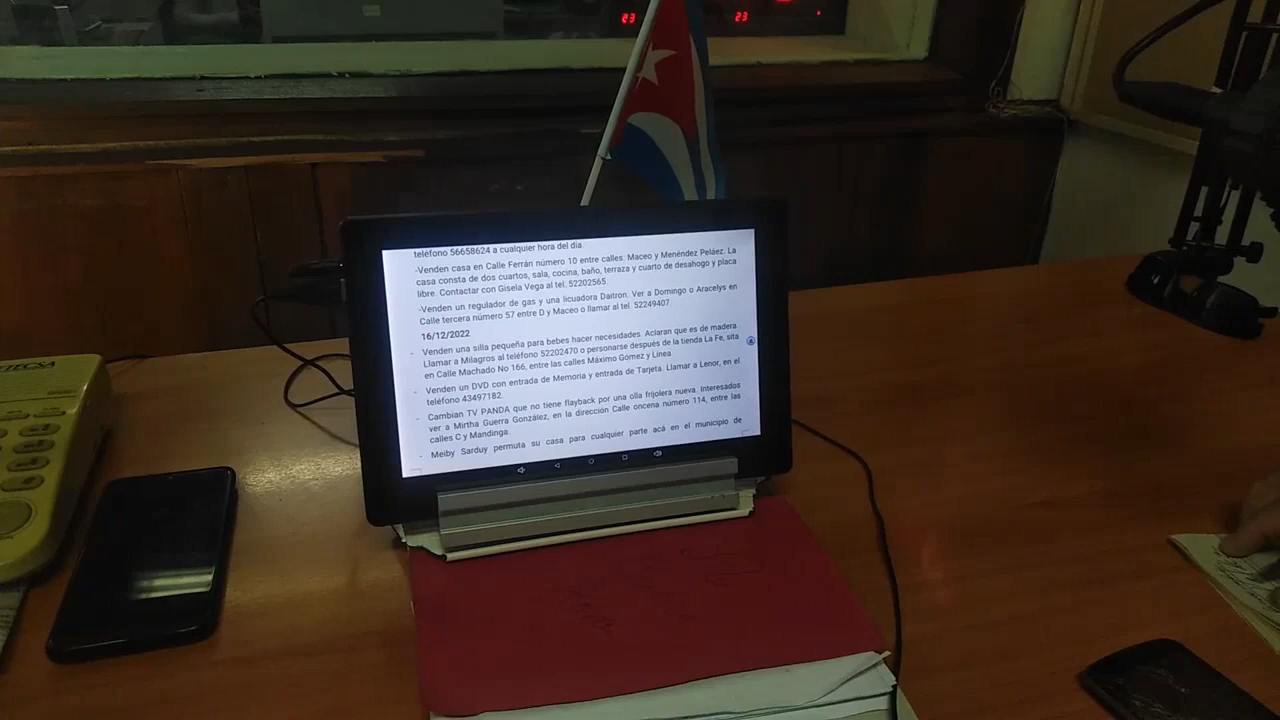 23
23
teléfono 56658624 a cualquier hora del día.
-Venden casa en Calle Ferrán número 10 entre calles: Maceo y Menéndez Peláez. La
casa consta de dos cuartos, sala, cocina, baño, terraza y cuarto de desahogo y placa
libre. Contactar con Gisela Vega al tel. 52202565.
-Venden un regulador de gas y una licuadora Daitron. Ver a Domingo o Aracelys en
Calle tercera número 57 entre D y Maceo o llamar al tel. 52249407.
16/12/2022
- Venden una silla pequeña para bebes hacer necesidades. Aclaran que es de madera.
Llamar a Milagros al teléfono 52202470 o personarse después de la tienda La Fe, sita
en Calle Machado No 166, entre las calles Máximo Gómez y Línea
- Venden un DVD con entrada de Memoria y entrada de Tarjeta. Llamar a Lenor, en el
teléfono 43497182.
- Cambian TV PANDA que no tiene flayback por una olla frijolera nueva. Interesados
ver a Mirtha Guerra González, en la dirección Calle oncena número 114, entre las
calles C y Mandinga.
- Meiby Sarduy permuta su casa para cualquier parte acá en el municipio de